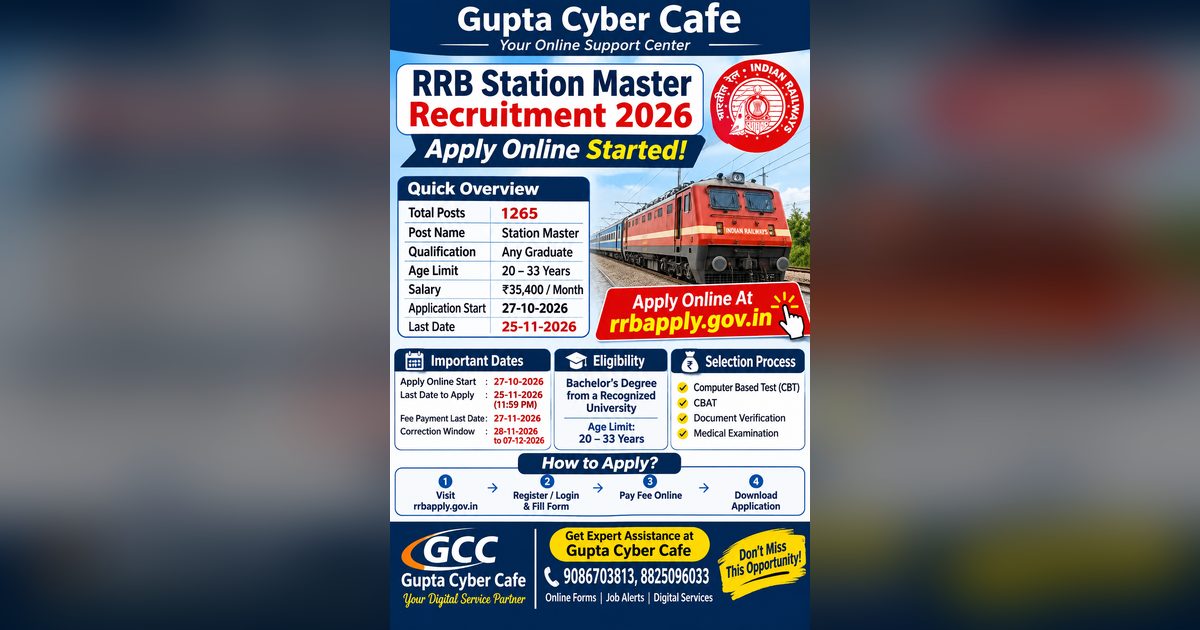 Gupta Cyber Cafe
Your Online Support Center
RRB Station Master
Recruitment 2026
Apply Online Started!
भारतीय रेल • INDIAN RAILWAYS
Quick Overview
Total Posts 1265
Post Name Station Master
Qualification Any Graduate
Age Limit 20 – 33 Years
Salary ₹35,400 / Month
Application Start 27-10-2026
Last Date 25-11-2026
INDIAN RAILWAYS
Apply Online At
rrbapply.gov.in
Important Dates
Apply Online Start : 27-10-2026
Last Date to Apply : 25-11-2026
(11:59 PM)
Fee Payment Last Date : 27-11-2026
Correction Window : 28-11-2026
to 07-12-2026
Eligibility
Bachelor's Degree
from a Recognized
University
Age Limit:
20 – 33 Years
₹
Selection Process
Computer Based Test (CBT)
CBAT
Document Verification
Medical Examination
How to Apply?
1
Visit
rrbapply.gov.in
2
Register / Login
& Fill Form
3
Pay Fee Online
4
Download
Application
GCC
Gupta Cyber Cafe
Your Digital Service Partner
Get Expert Assistance at
Gupta Cyber Cafe
9086703813, 8825096033
Online Forms | Job Alerts | Digital Services
Don't Miss
This Opportunity!